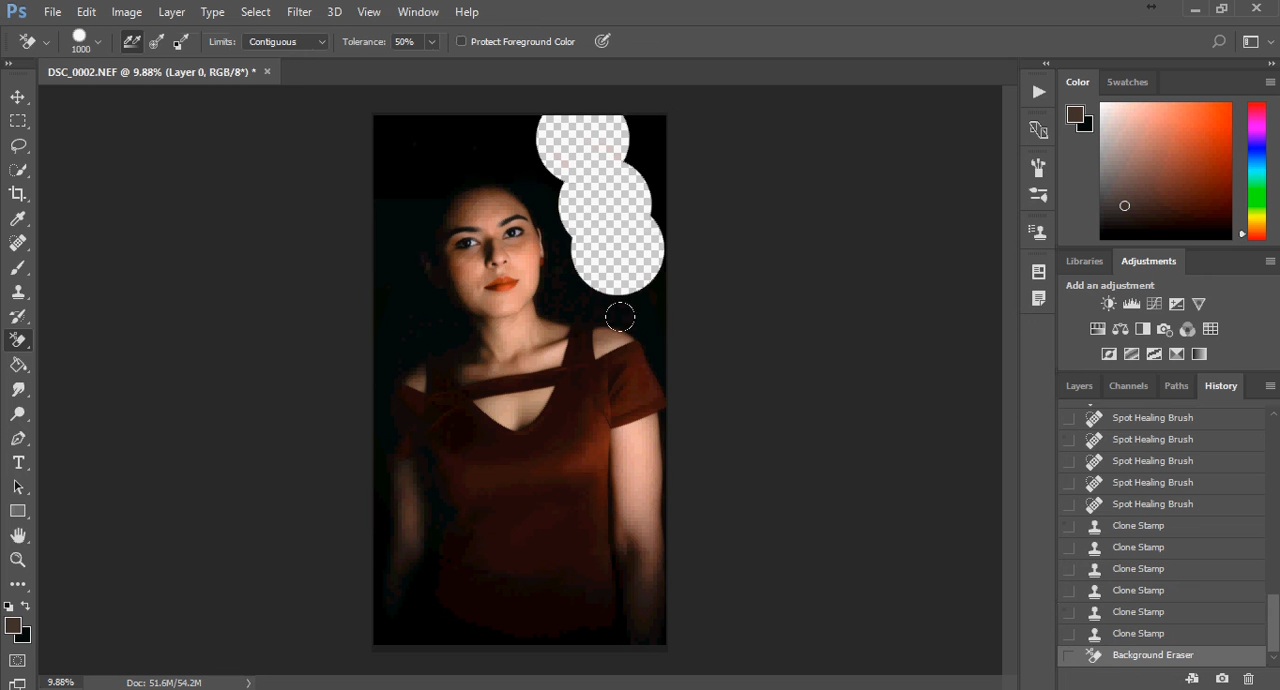 Ps File Edit Image Layer Type Select Filter 3D View Window Help
1000 Limits: Contiguous Tolerance: 50% Protect Foreground Color
DSC_0002.NEF @ 9.88% (Layer 0, RGB/8*) * ×
Color Swatches
Libraries Adjustments
Add an adjustment
Layers Channels Paths History
Spot Healing Brush
Spot Healing Brush
Spot Healing Brush
Spot Healing Brush
Spot Healing Brush
Clone Stamp
Clone Stamp
Clone Stamp
Clone Stamp
Clone Stamp
Clone Stamp
Background Eraser
9.88% Doc: 51.6M/54.2M